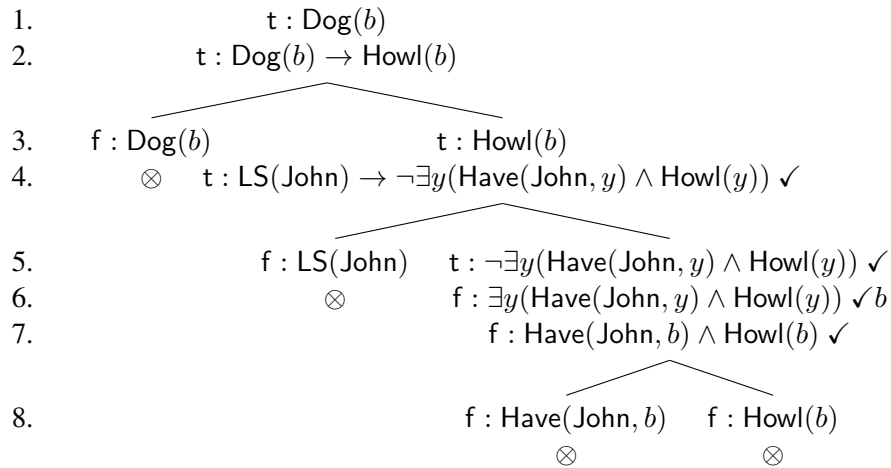 1. t : Dog(b)
2. t : Dog(b) → Howl(b)
3. f : Dog(b) t : Howl(b)
4. ⊗ t : LS(John) → ¬∃y(Have(John, y) ∧ Howl(y)) ✓
5. f : LS(John) t : ¬∃y(Have(John, y) ∧ Howl(y)) ✓
6. ⊗ f : ∃y(Have(John, y) ∧ Howl(y)) ✓b
7. f : Have(John, b) ∧ Howl(b) ✓
8. f : Have(John, b) f : Howl(b)
⊗ ⊗